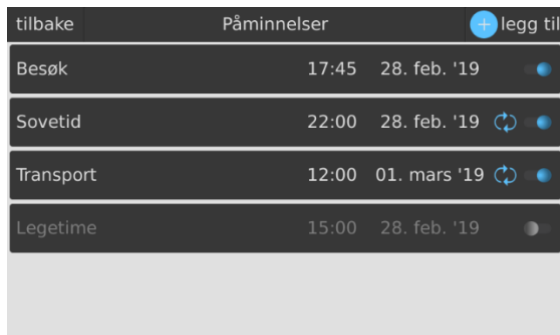 tilbake Påminnelser + legg til
Besøk 17:45 28. feb. '19
Sovetid 22:00 28. feb. '19
Transport 12:00 01. mars '19
Legetime 15:00 28. feb. '19